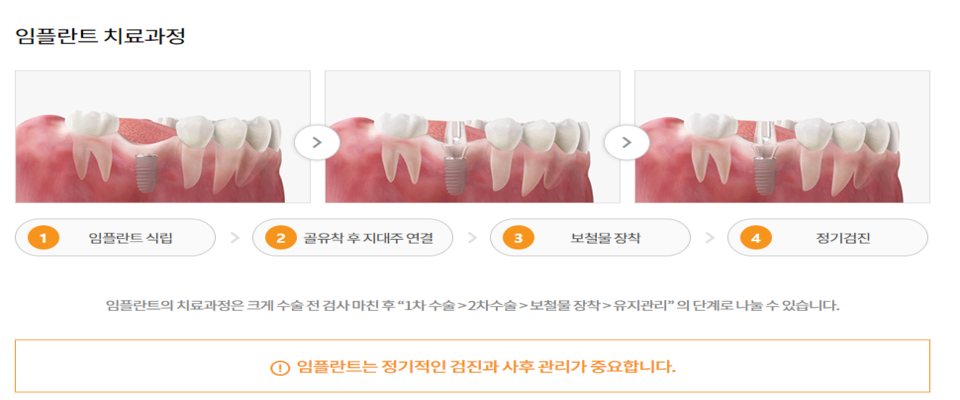 임플란트 치료과정
1 임플란트 식립 > 2 골유착 후 지대주 연결 > 3 보철물 장착 > 4 정기검진
임플란트의 치료과정은 크게 수술 전 검사 마친 후 “1차 수술 > 2차수술 > 보철물 장착 > 유지관리” 의 단계로 나눌 수 있습니다.
임플란트는 정기적인 검진과 사후 관리가 중요합니다.